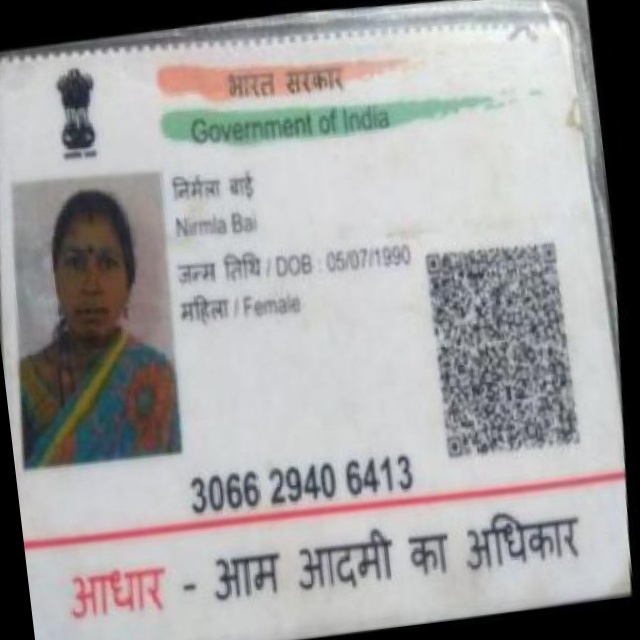 भारत सरकार
Government of India
निर्मला बाई
Nirmla Bai
जन्म तिथि / DOB : 05/07/1990
महिला / Female
3066 2940 6413
आधार - आम आदमी का अधिकार